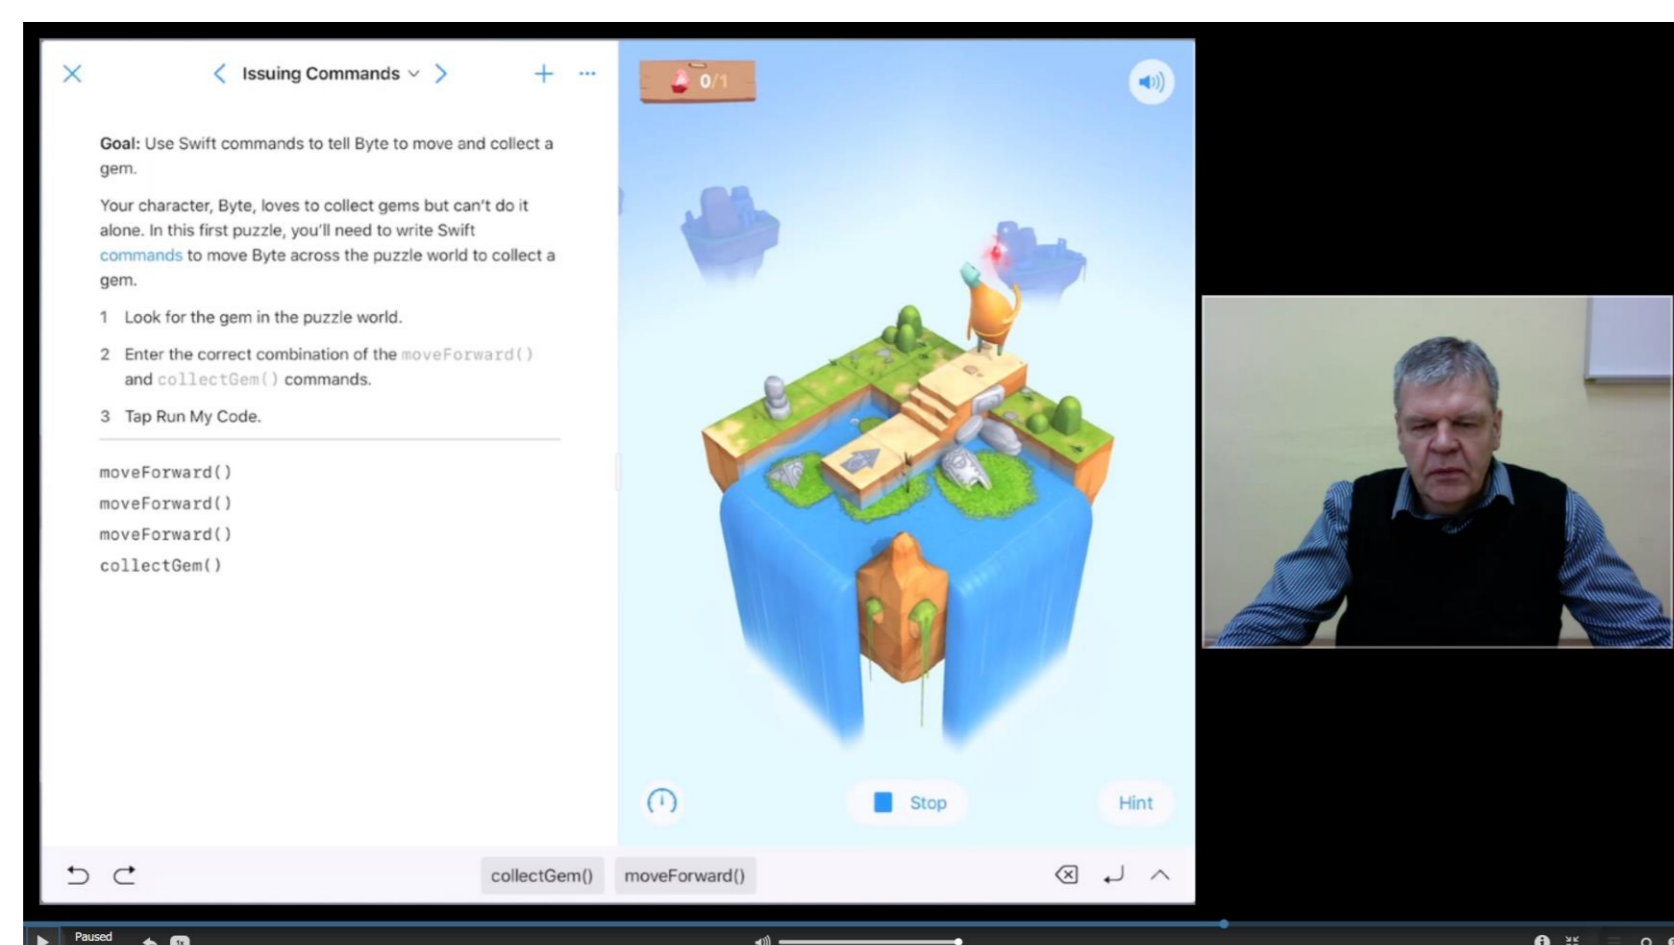 Issuing Commands
0/1
Goal: Use Swift commands to tell Byte to move and collect a
gem.
Your character, Byte, loves to collect gems but can't do it
alone. In this first puzzle, you'll need to write Swift
commands to move Byte across the puzzle world to collect a
gem.
1 Look for the gem in the puzzle world.
2 Enter the correct combination of the moveForward()
and collectGem() commands.
3 Tap Run My Code.
moveForward()
moveForward()
moveForward()
collectGem()
Stop
Hint
collectGem() moveForward()
Paused
1x